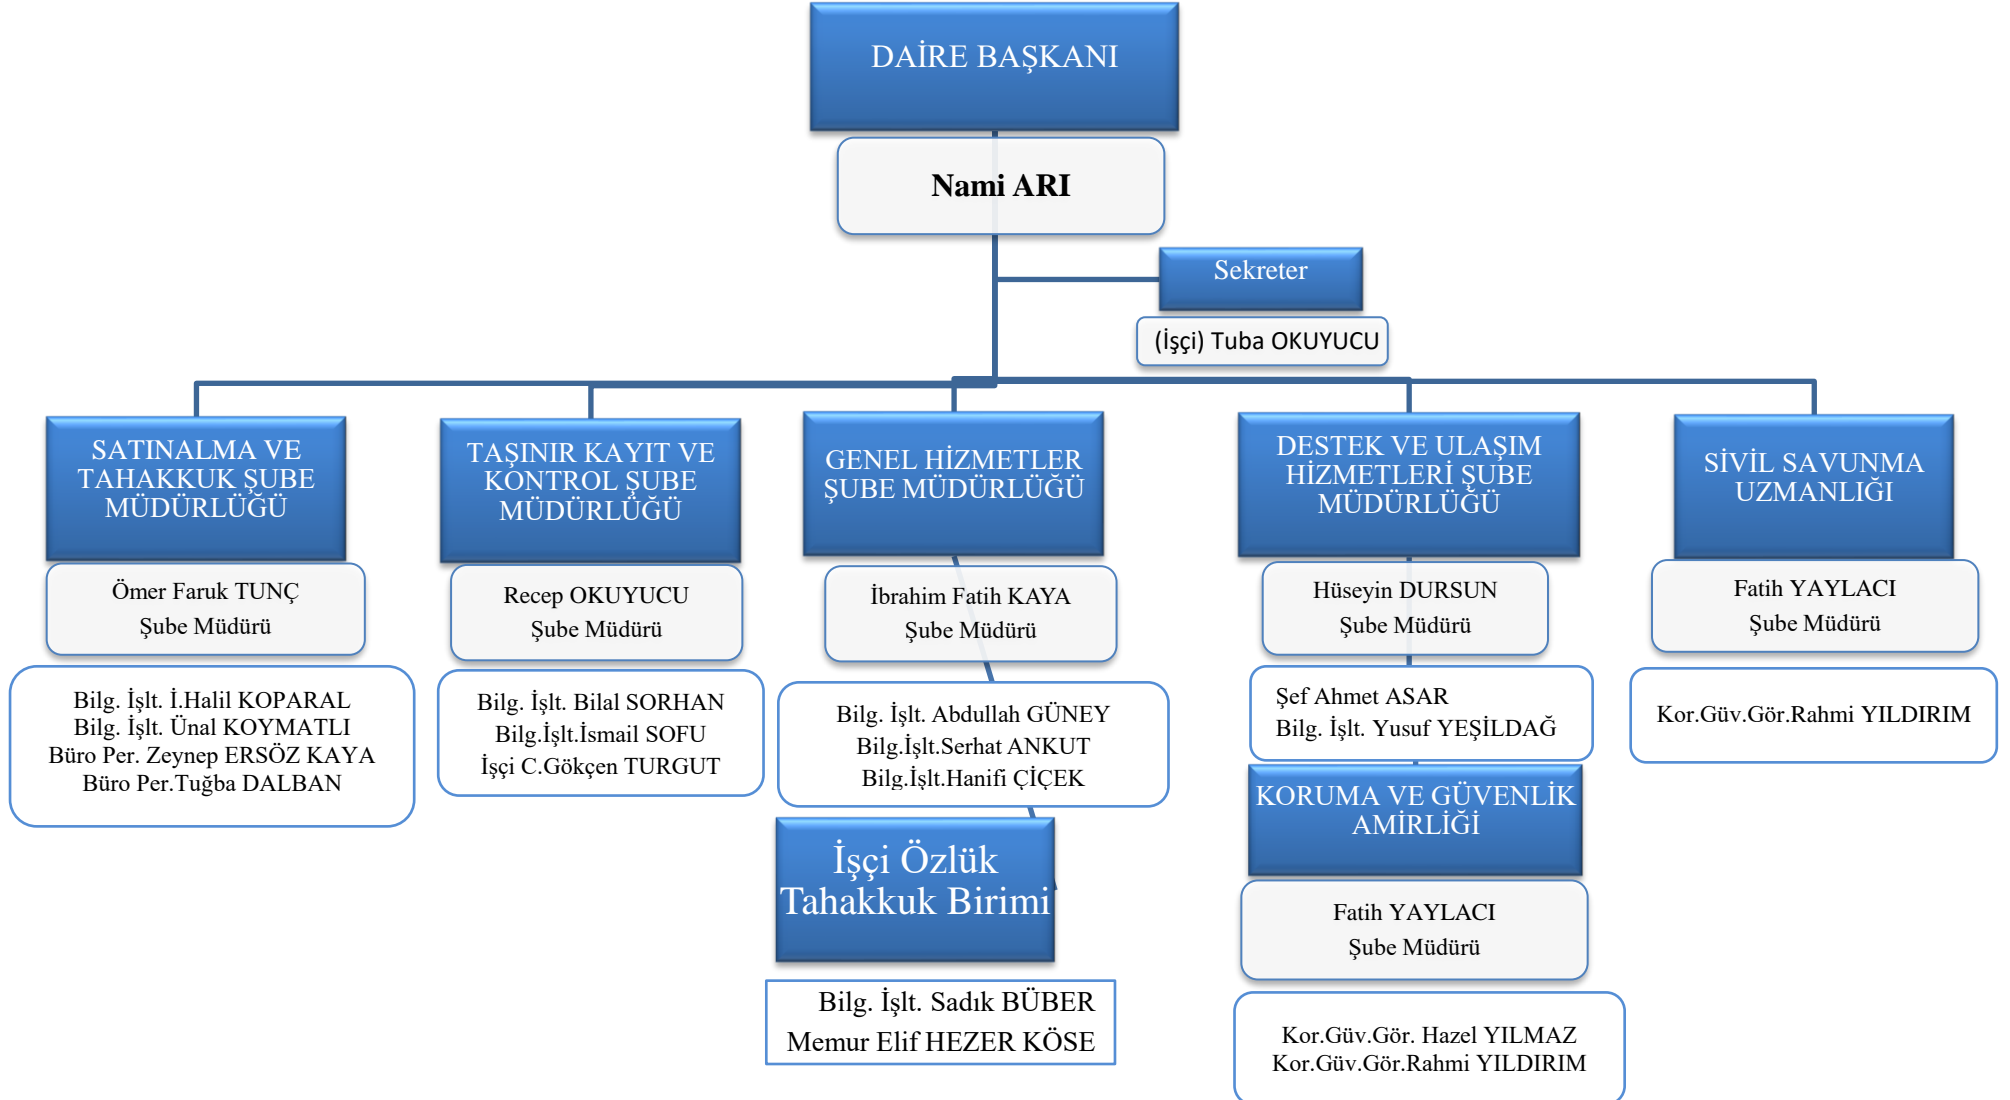 DAİRE BAŞKANI
Nami ARI
Sekreter
(İşçi) Tuba OKUYUCU
SATINALMA VE
TAHAKKUK ŞUBE
MÜDÜRLÜĞÜ
Ömer Faruk TUNÇ
Şube Müdürü
Bilg. İşlt. İ.Halil KOPARAL
Bilg. İşlt. Ünal KOYMATLI
Büro Per. Zeynep ERSÖZ KAYA
Büro Per.Tuğba DALBAN
TAŞINIR KAYIT VE
KONTROL ŞUBE
MÜDÜRLÜĞÜ
Recep OKUYUCU
Şube Müdürü
Bilg. İşlt. Bilal SORHAN
Bilg.İşlt.İsmail SOFU
İşçi C.Gökçen TURGUT
GENEL HİZMETLER
ŞUBE MÜDÜRLÜĞÜ
İbrahim Fatih KAYA
Şube Müdürü
Bilg. İşlt. Abdullah GÜNEY
Bilg.İşlt.Serhat ANKUT
Bilg.İşlt.Hanifi ÇİÇEK
İşçi Özlük
Tahakkuk Birimi
Bilg. İşlt. Sadık BÜBER
Memur Elif HEZER KÖSE
DESTEK VE ULAŞIM
HİZMETLERİ ŞUBE
MÜDÜRLÜĞÜ
Hüseyin DURSUN
Şube Müdürü
Şef Ahmet ASAR
Bilg. İşlt. Yusuf YEŞİLDAĞ
KORUMA VE GÜVENLİK
AMİRLİĞİ
Fatih YAYLACI
Şube Müdürü
Kor.Güv.Gör. Hazel YILMAZ
Kor.Güv.Gör.Rahmi YILDIRIM
SİVİL SAVUNMA
UZMANLIĞI
Fatih YAYLACI
Şube Müdürü
Kor.Güv.Gör.Rahmi YILDIRIM